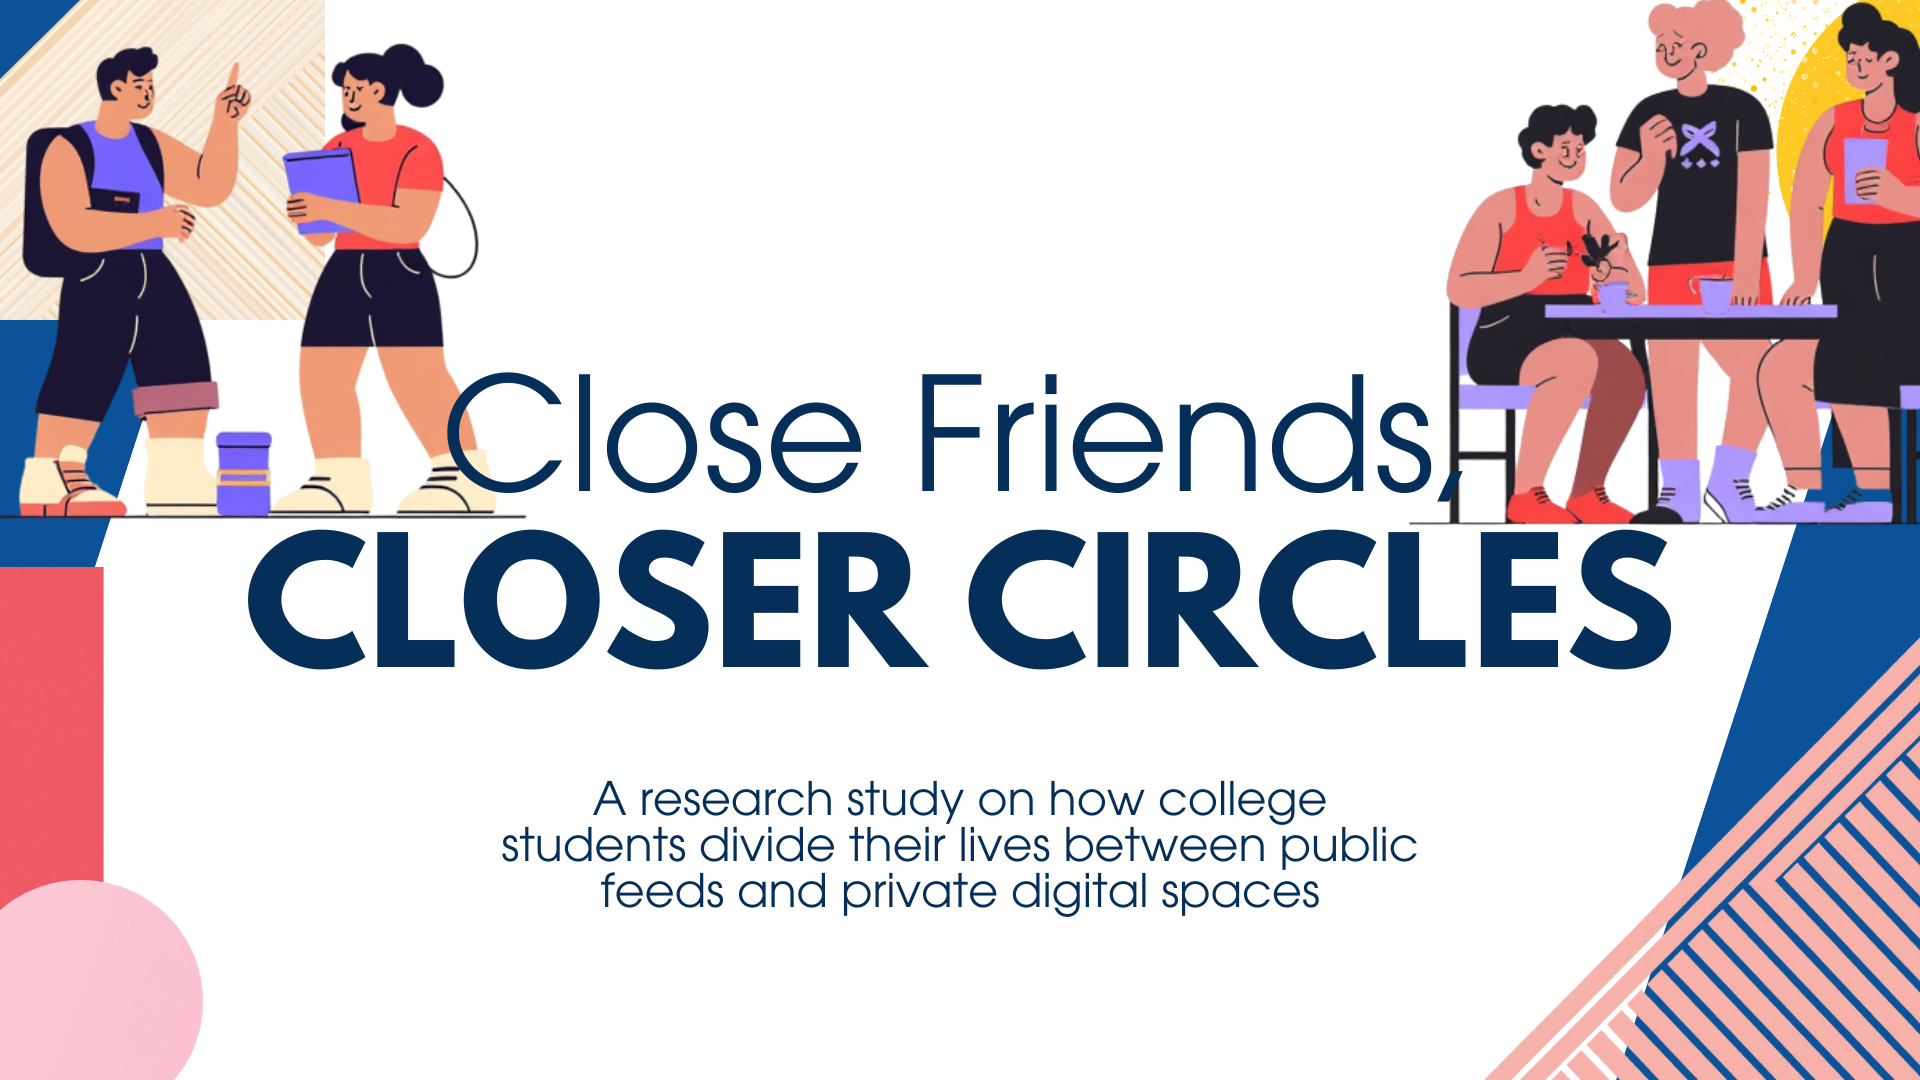 Close Friends,
CLOSER CIRCLES
A research study on how college
students divide their lives between public
feeds and private digital spaces